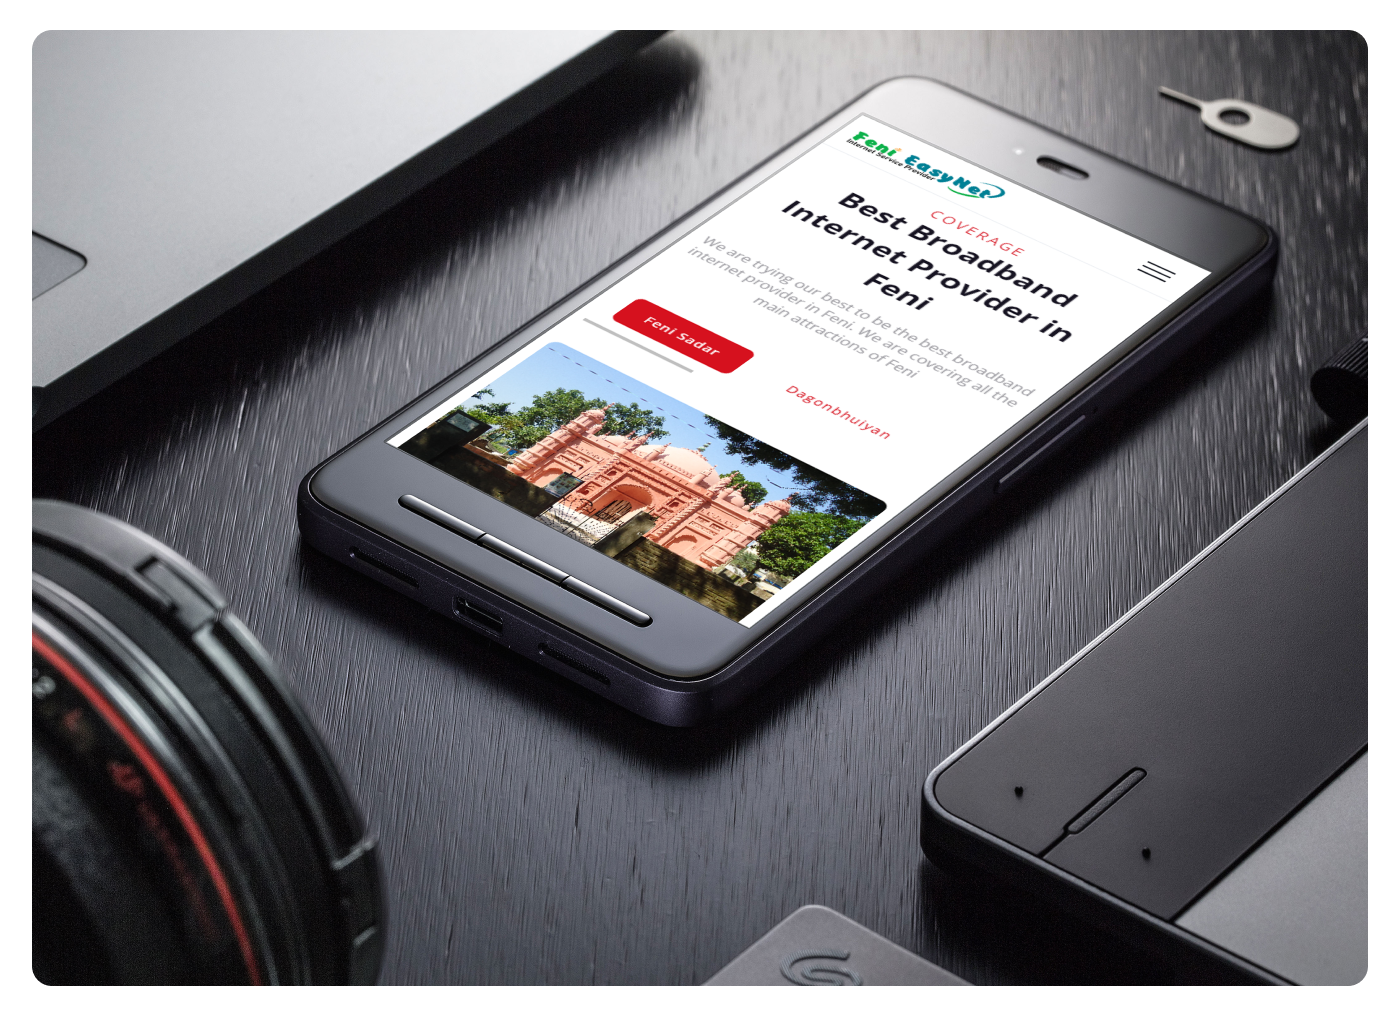 Feni EasyNet
Internet Service Provider
COVERAGE
Best Broadband
Internet Provider in
Feni
We are trying our best to be the best broadband
internet provider in Feni. We are covering all the
main attractions of Feni
Feni Sadar
Dagonbhuiyan